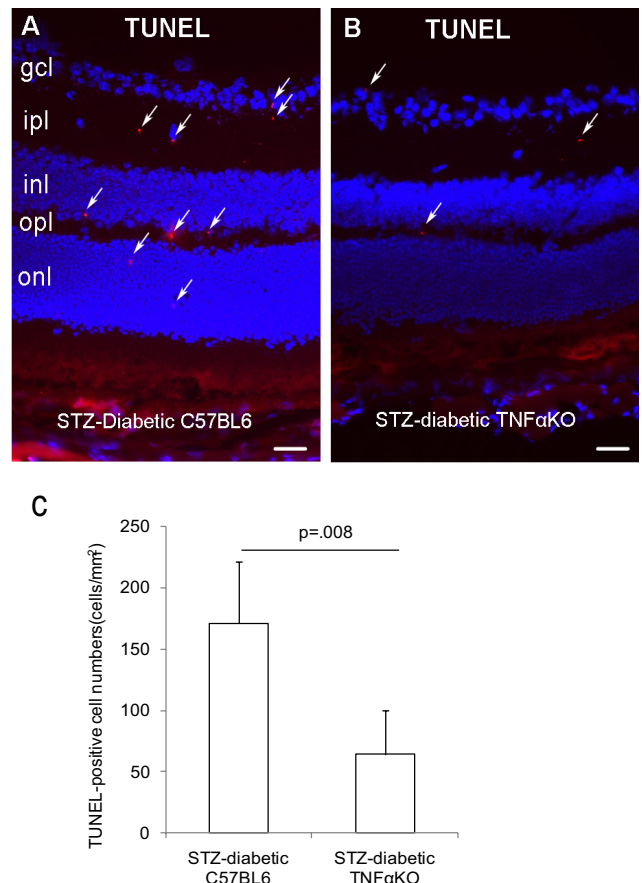 A
TUNEL
gcl
ipl
inl
opl
onl
STZ-Diabetic C57BL6
B
TUNEL
STZ-diabetic TNFαKO
C
p=.008
TUNEL-positive cell numbers(cells/mm²)
250
200
150
100
50
0
STZ-diabetic
C57BL6
STZ-diabetic
TNFαKO